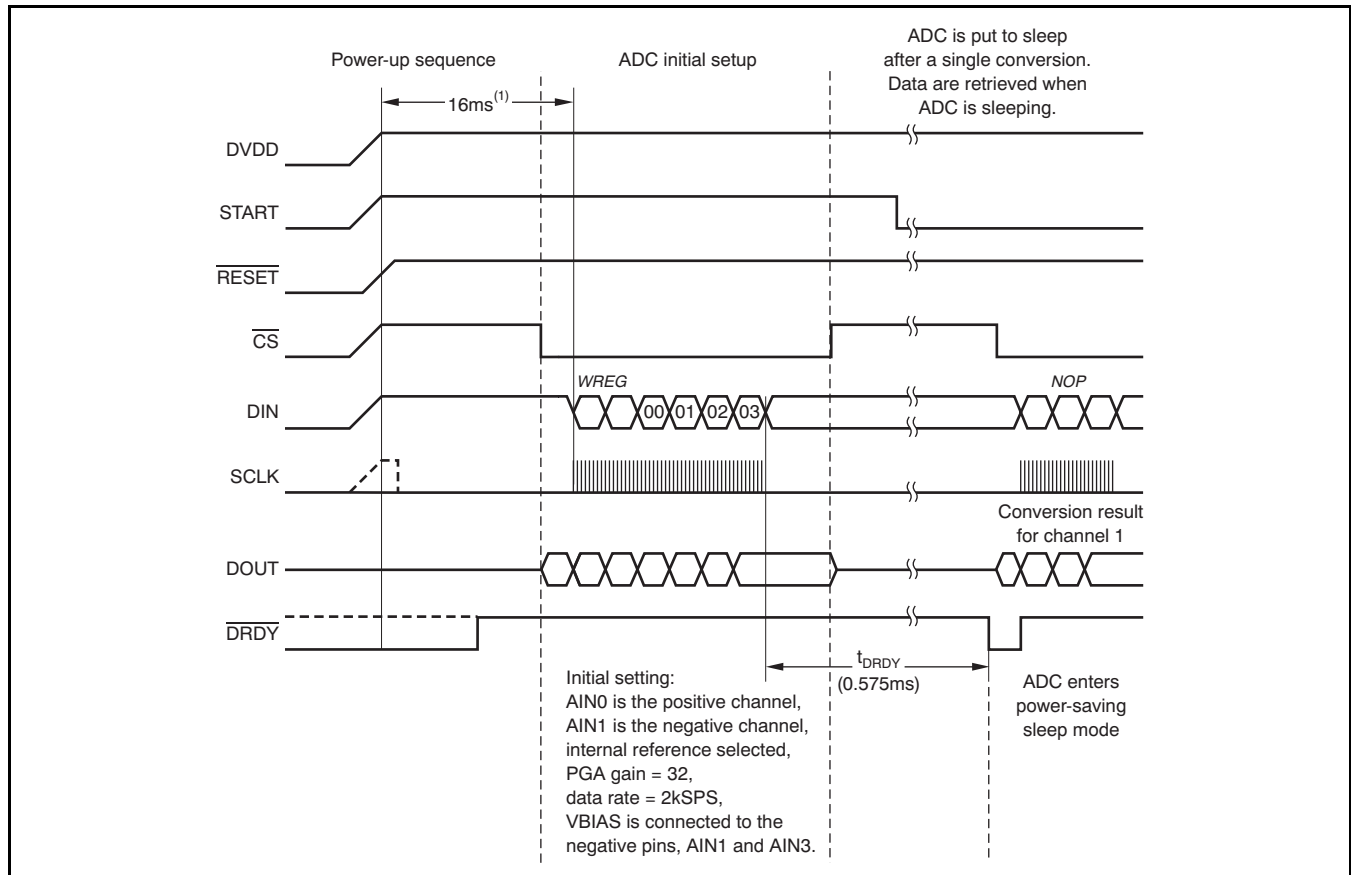 Power-up sequence
ADC initial setup
ADC is put to sleep
after a single conversion.
Data are retrieved when
ADC is sleeping.
16ms(1)
DVDD
START
RESET
CS
WREG
NOP
DIN
00 01 02 03
SCLK
Conversion result
for channel 1
DOUT
DRDY
tDRDY
(0.575ms)
Initial setting:
AIN0 is the positive channel,
AIN1 is the negative channel,
internal reference selected,
PGA gain = 32,
data rate = 2kSPS,
VBIAS is connected to the
negative pins, AIN1 and AIN3.
ADC enters
power-saving
sleep mode